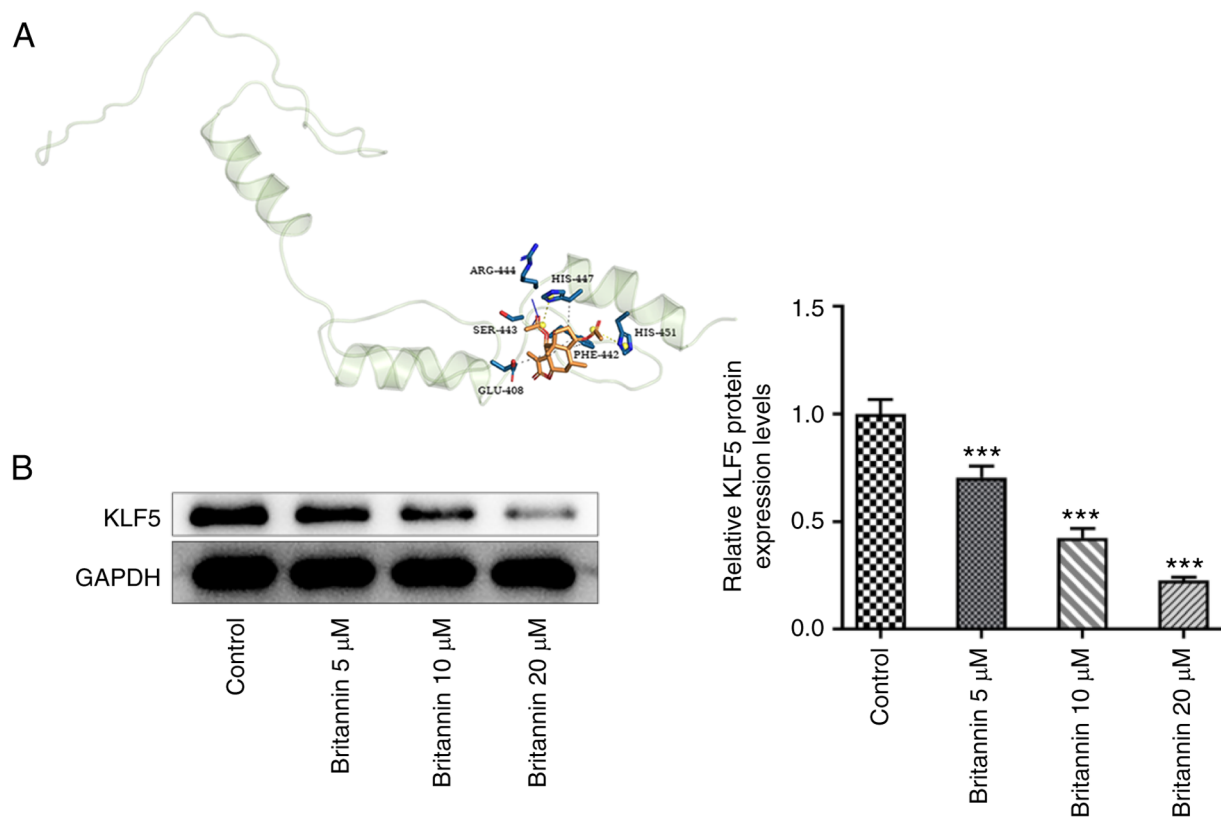 A
ARG-444
HIS-447
SER-443
HIS-451
PHE-442
GLU-408
B
KLF5
GAPDH
Control
Britannin 5 μM
Britannin 10 μM
Britannin 20 μM
Relative KLF5 protein
expression levels
1.5
1.0
0.5
0.0
***
***
***
Control
Britannin 5 μM
Britannin 10 μM
Britannin 20 μM